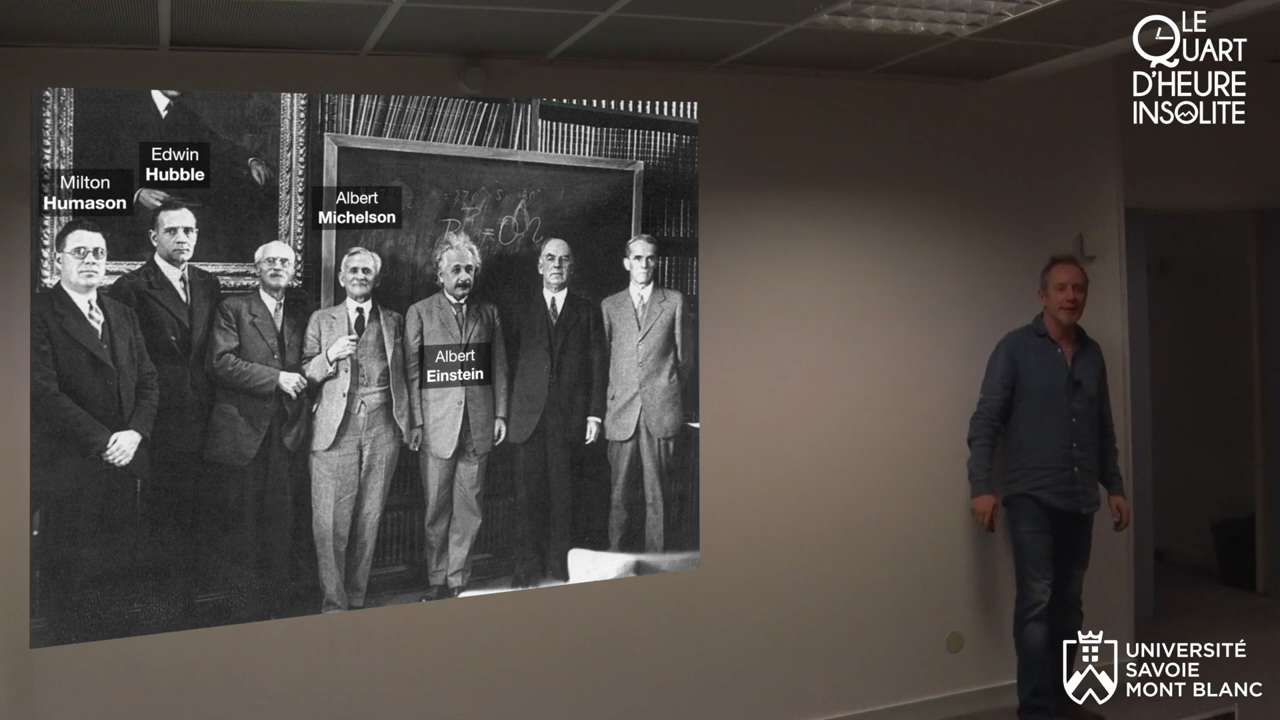 LE
QUART
D'HEURE
INSOLITE
Edwin
Hubble
Milton
Humason
Albert
Michelson
Albert
Einstein
UNIVERSITÉ
SAVOIE
MONT BLANC